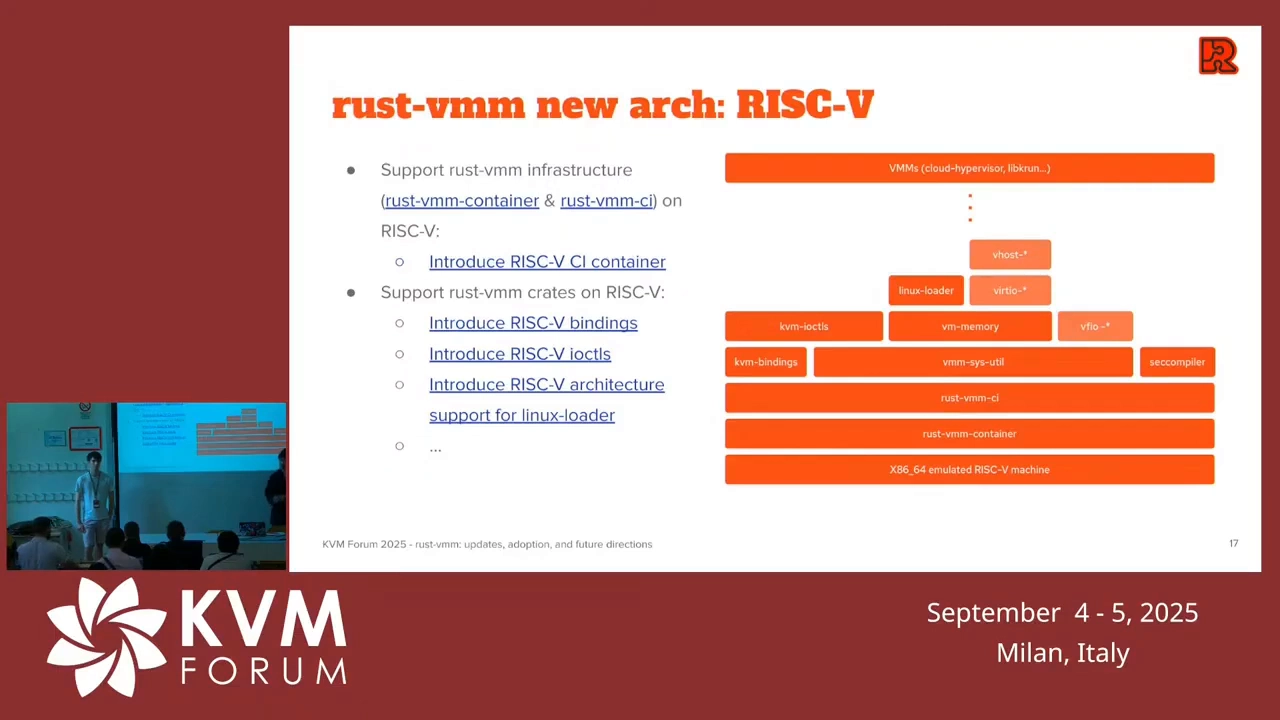 rust-vmm new arch: RISC-V
● Support rust-vmm infrastructure
(rust-vmm-container & rust-vmm-ci) on
RISC-V:
○ Introduce RISC-V CI container
● Support rust-vmm crates on RISC-V:
○ Introduce RISC-V bindings
○ Introduce RISC-V ioctls
○ Introduce RISC-V architecture
support for linux-loader
○ ...
VMMs (cloud-hypervisor, libkrun...)
vhost-*
linux-loader virtio-*
kvm-ioctls vm-memory vfio -*
kvm-bindings vmm-sys-util seccompiler
rust-vmm-ci
rust-vmm-container
X86_64 emulated RISC-V machine
KVM Forum 2025 - rust-vmm: updates, adoption, and future directions
17
KVM
FORUM
September 4 - 5, 2025
Milan, Italy